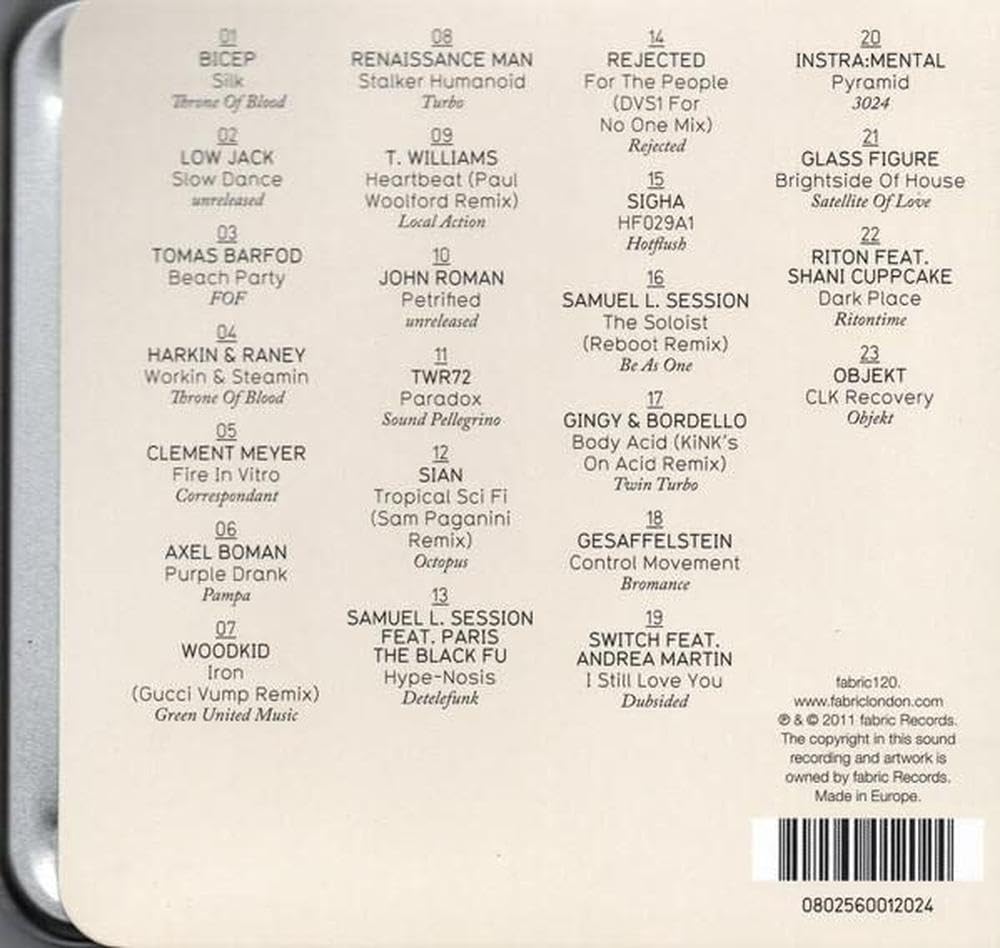 01
BICEP
Silk
Throne Of Blood
02
LOW JACK
Slow Dance
unreleased
03
TOMAS BARFOD
Beach Party
FOF
04
HARKIN & RANEY
Workin & Steamin
Throne Of Blood
05
CLEMENT MEYER
Fire In Vitro
Correspondant
06
AXEL BOMAN
Purple Drank
Pampa
07
WOODKID
Iron
(Gucci Vump Remix)
Green United Music
08
RENAISSANCE MAN
Stalker Humanoid
Turbo
09
T. WILLIAMS
Heartbeat (Paul
Woolford Remix)
Local Action
10
JOHN ROMAN
Petrified
unreleased
11
TWR72
Paradox
Sound Pellegrino
12
SIAN
Tropical Sci Fi
(Sam Paganini
Remix)
Octopus
13
SAMUEL L. SESSION
FEAT. PARIS
THE BLACK FU
Hype-Nosis
Detelefunk
14
REJECTED
For The People
(DVS1 For
No One Mix)
Rejected
15
SIGHA
HF029A1
Hotflush
16
SAMUEL L. SESSION
The Soloist
(Reboot Remix)
Be As One
17
GINGY & BORDELLO
Body Acid (KiNK's
On Acid Remix)
Twin Turbo
18
GESAFFELSTEIN
Control Movement
Bromance
19
SWITCH FEAT.
ANDREA MARTIN
I Still Love You
Dubsided
20
INSTRA:MENTAL
Pyramid
3024
21
GLASS FIGURE
Brightside Of House
Satellite Of Love
22
RITON FEAT.
SHANI CUPPCAKE
Dark Place
Ritontime
23
OBJEKT
CLK Recovery
Objekt
fabric120.
www.fabriclondon.com
℗ & © 2011 fabric Records.
The copyright in this sound
recording and artwork is
owned by fabric Records.
Made in Europe.
0802560012024